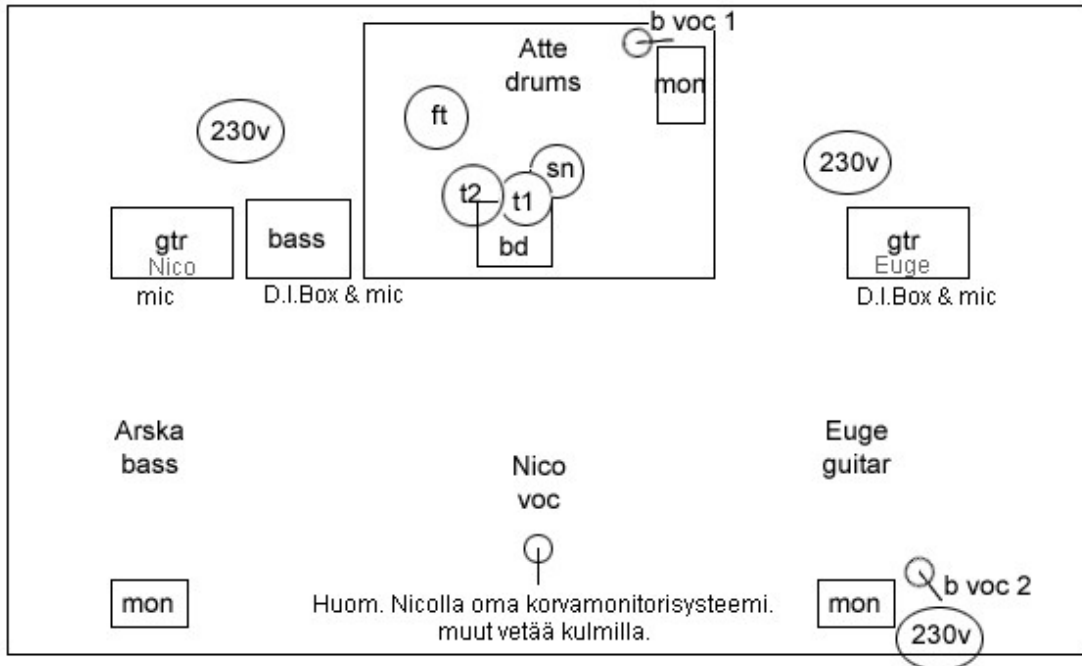 b voc 1
Atte
drums
mon
ft
230v
230v
sn
t2
t1
gtr
Nico
bass
bd
gtr
Euge
mic
D.I.Box & mic
D.I.Box & mic
Arska
bass
Euge
guitar
Nico
voc
mon
Huom. Nicolla oma korvamonitorisysteemi.
muut vetää kulmilla.
mon
b voc 2
230v